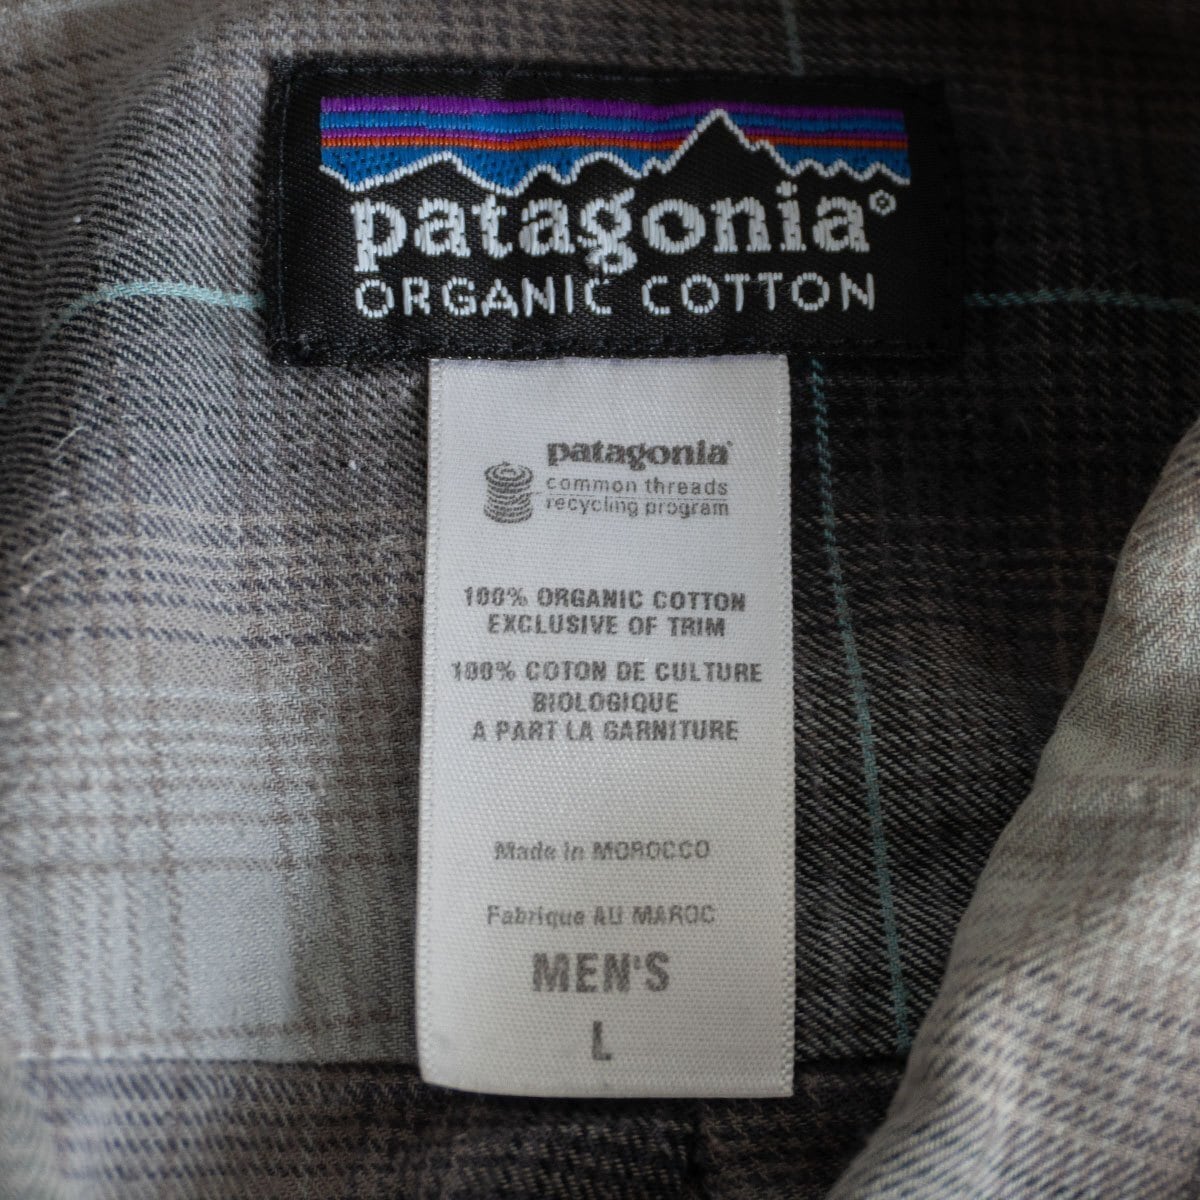 patagonia®
ORGANIC COTTON
patagonia®
common threads
recycling program
100% ORGANIC COTTON
EXCLUSIVE OF TRIM
100% COTON DE CULTURE
BIOLOGIQUE
A PART LA GARNITURE
Made in MOROCCO
Fabrique AU MAROC
MEN'S
L